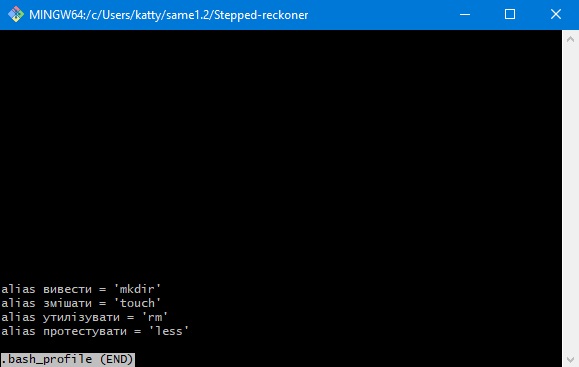 MINGW64:/c/Users/katty/same1.2/Stepped-reckoner
alias вивести = 'mkdir'
alias змішати = 'touch'
alias утилізувати = 'rm'
alias протестувати = 'less'
.bash_profile (END)